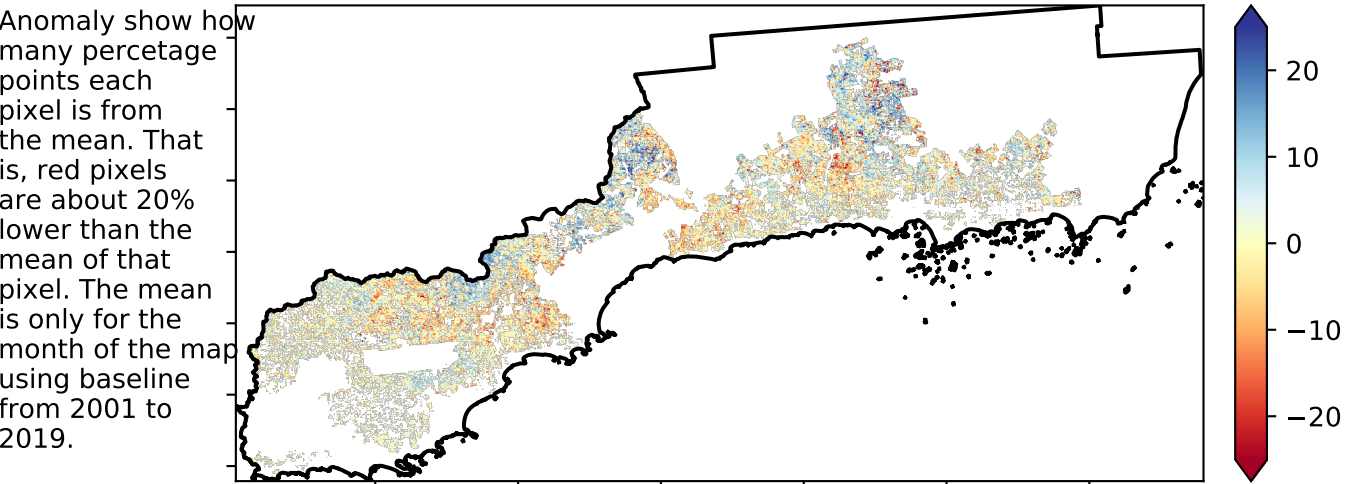 Anomaly show how
many percetage
points each
pixel is from
the mean. That
is, red pixels
are about 20%
lower than the
mean of that
pixel. The mean
is only for the
month of the map
using baseline
from 2001 to
2019.
20
10
0
−10
−20